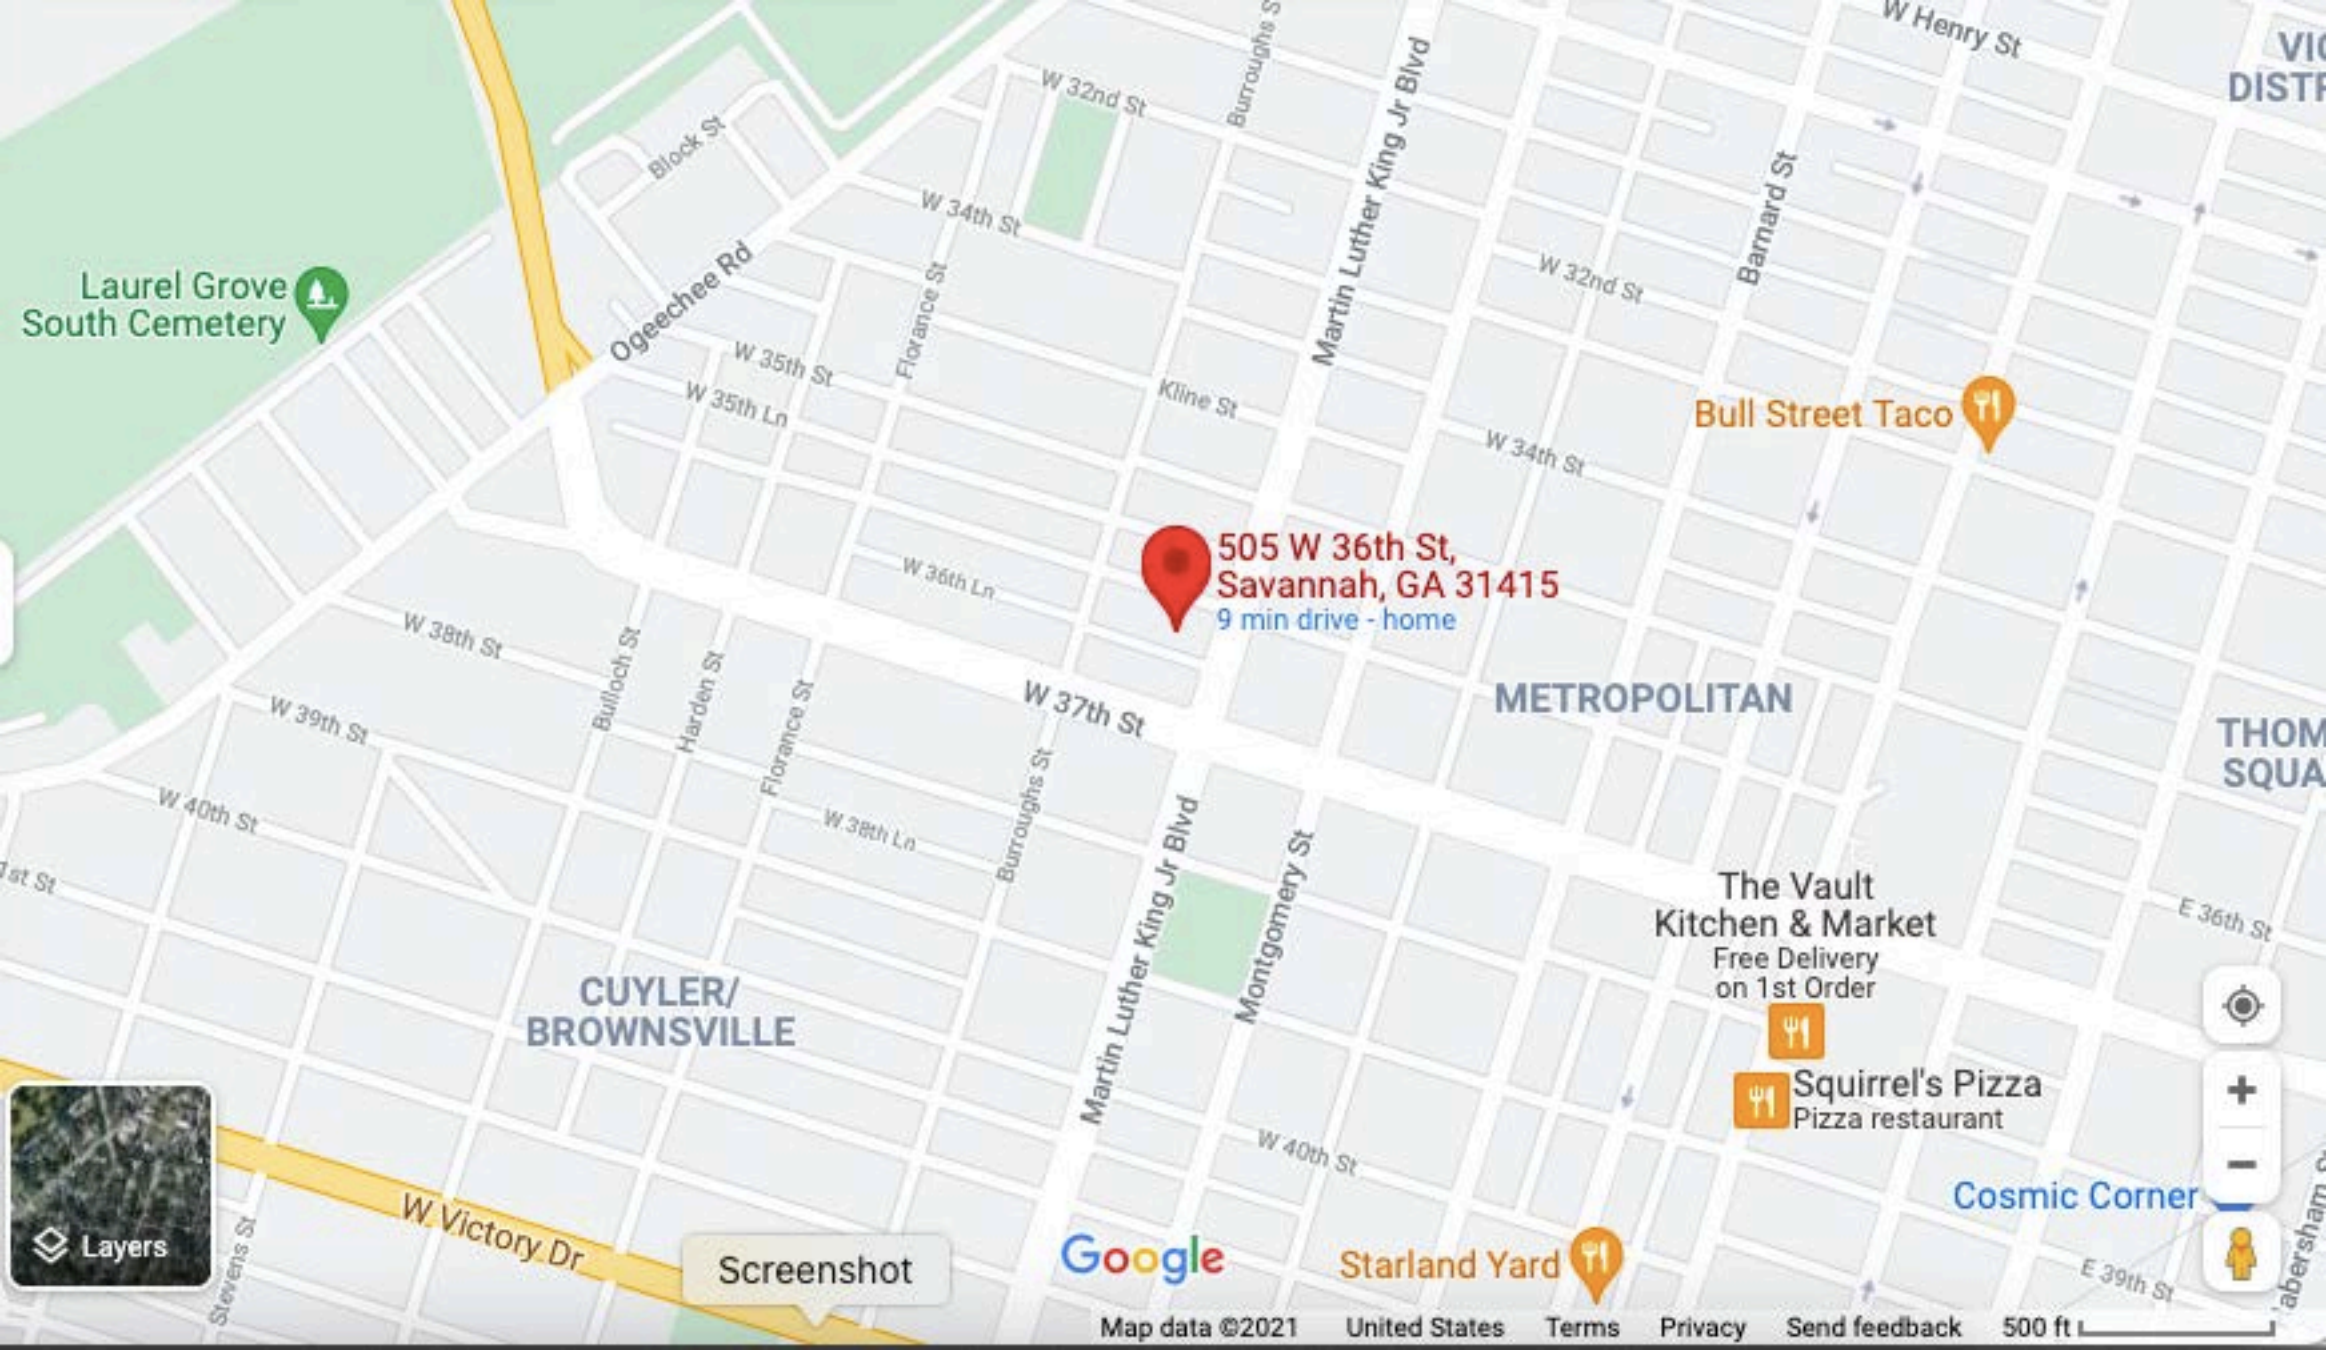 W Henry St
Burroughs S
W 32nd St
Martin Luther King Jr Blvd
DISTR
Block St
Barnard St
W 34th St
Laurel Grove
South Cemetery
Ogeechee Rd
Florance St
W 32nd St
W 35th St
W 35th Ln
Kline St
Bull Street Taco
W 34th St
505 W 36th St,
Savannah, GA 31415
9 min drive - home
W 36th Ln
W 38th St
Bulloch St
Harden St
Florance St
W 37th St
METROPOLITAN
W 39th St
THOM
SQUA
W 40th St
W 38th Ln
Burroughs St
Martin Luther King Jr Blvd
Montgomery St
1st St
The Vault
Kitchen & Market
Free Delivery
on 1st Order
E 36th St
CUYLER/
BROWNSVILLE
Squirrel's Pizza
Pizza restaurant
W 40th St
Cosmic Corner
W Victory Dr
Layers
Stevens St
Screenshot
Google
Starland Yard
E 39th St
abersham S
Map data ©2021
United States
Terms
Privacy
Send feedback
500 ft